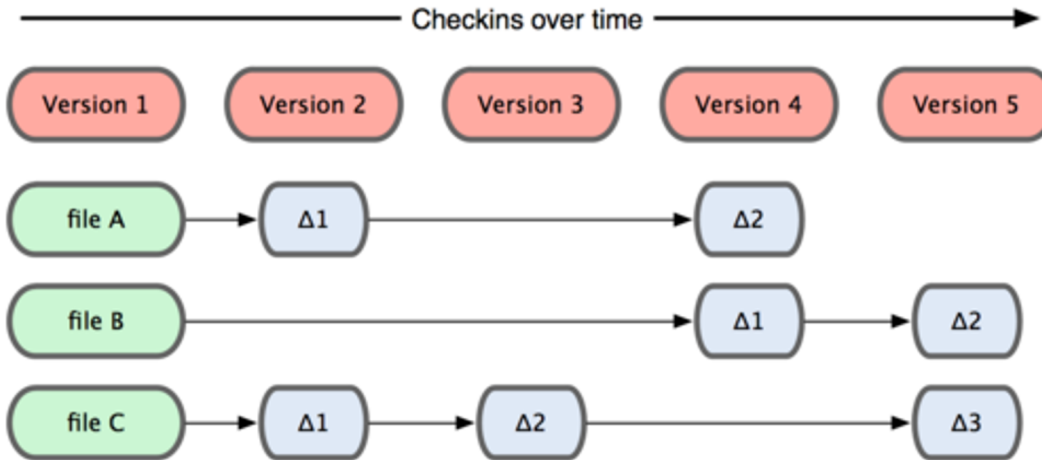 Checkins over time
Version 1 Version 2 Version 3 Version 4 Version 5
file A Δ1 Δ2
file B Δ1 Δ2
file C Δ1 Δ2 Δ3